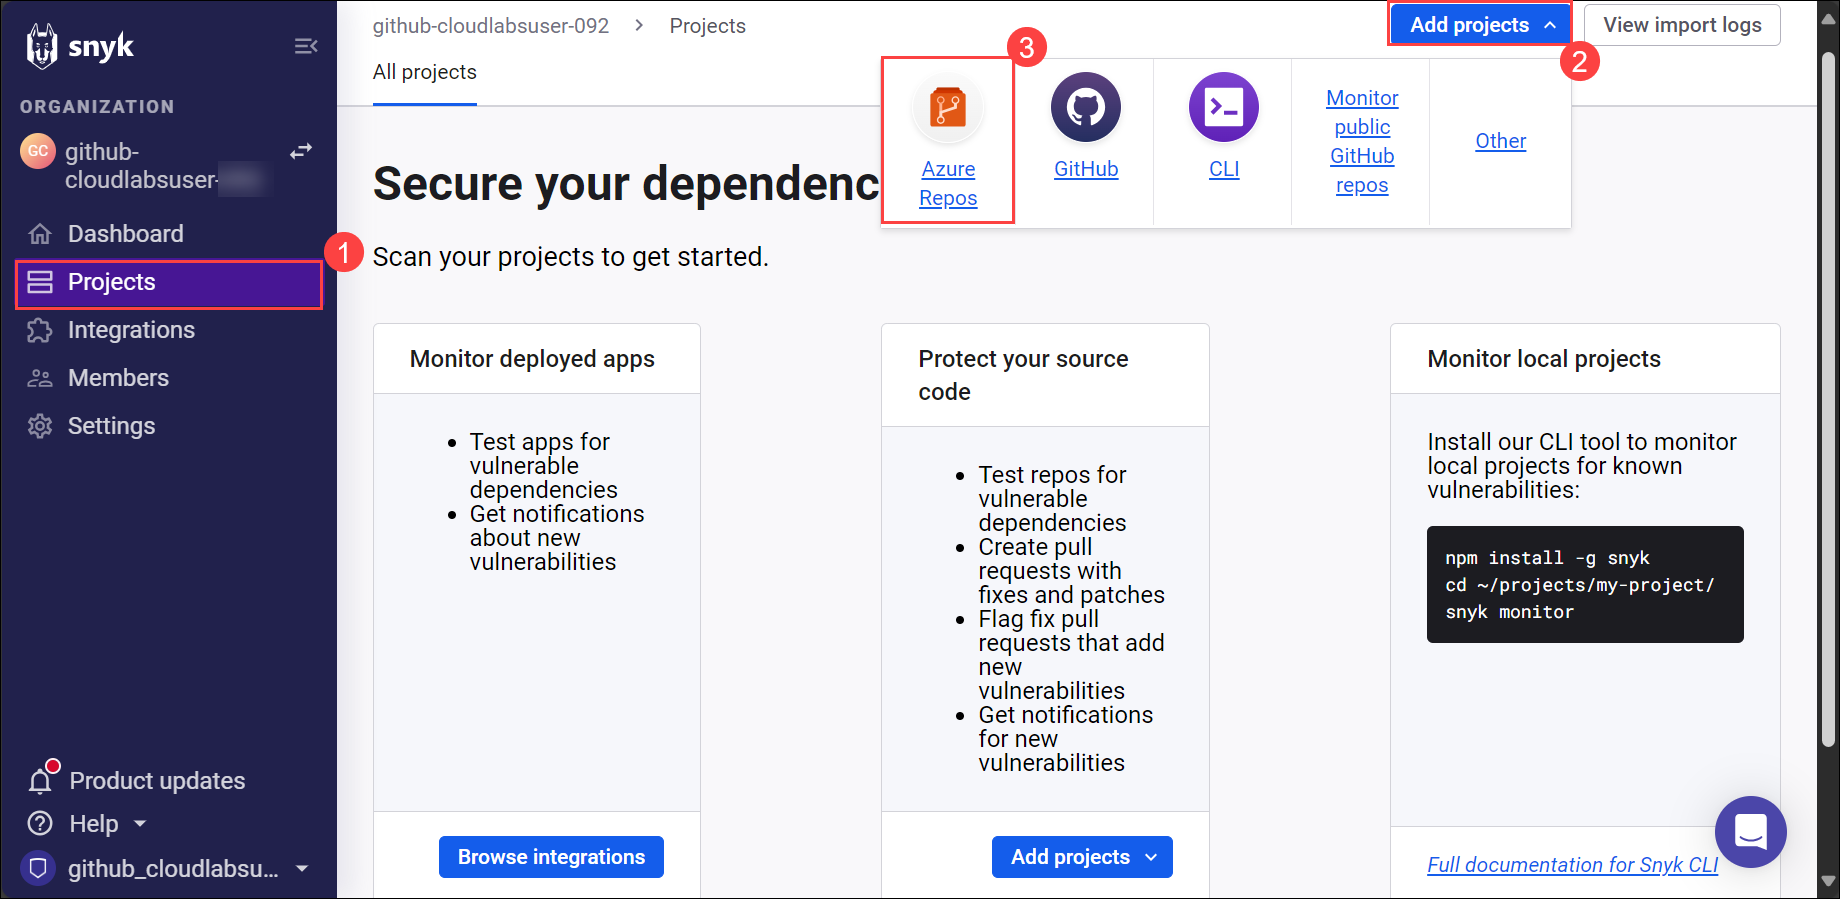 snyk
ORGANIZATION
GC
github-
cloudlabsuser-
Dashboard
Projects
1
Integrations
Members
Settings
Product updates
Help
github_cloudlabsu...
github-cloudlabsuser-092 > Projects
Add projects
View import logs
2
All projects
3
Azure
Repos
GitHub
CLI
Monitor
public
GitHub
repos
Other
Secure your dependenc
Scan your projects to get started.
Monitor deployed apps
• Test apps for
vulnerable
dependencies
• Get notifications
about new
vulnerabilities
Browse integrations
Protect your source
code
• Test repos for
vulnerable
dependencies
• Create pull
requests with
fixes and patches
• Flag fix pull
requests that add
new
vulnerabilities
• Get notifications
for new
vulnerabilities
Add projects
Monitor local projects
Install our CLI tool to monitor
local projects for known
vulnerabilities:
npm install -g snyk
cd ~/projects/my-project/
snyk monitor
Full documentation for Snyk CLI